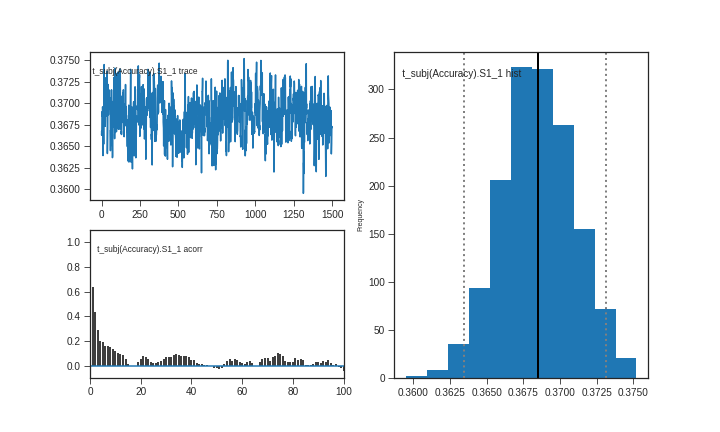 t_subj(Accuracy).S1_1 trace
0.3750
0.3725
0.3700
0.3675
0.3650
0.3625
0.3600
0 250 500 750 1000 1250 1500
t_subj(Accuracy).S1_1 acorr
1.0
0.8
0.6
0.4
0.2
0.0
0 20 40 60 80 100
t_subj(Accuracy).S1_1 hist
Frequency
300
250
200
150
100
50
0
0.3600 0.3625 0.3650 0.3675 0.3700 0.3725 0.3750